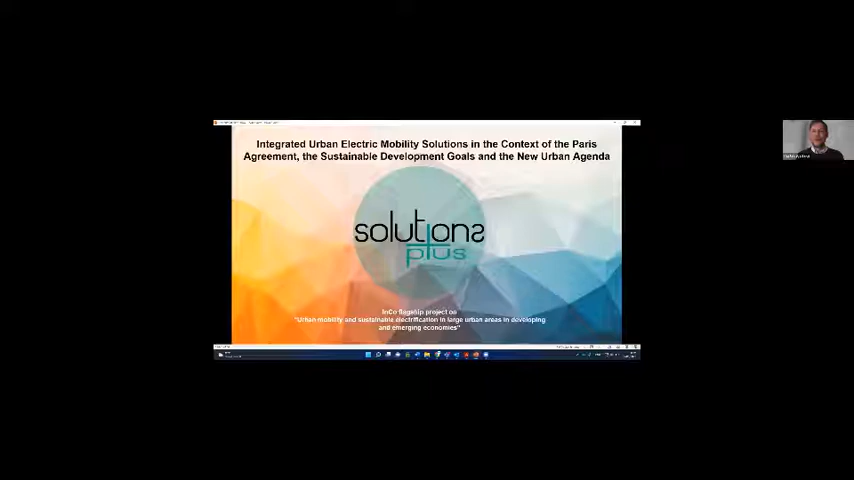 Integrated Urban Electric Mobility Solutions in the Context of the Paris
Agreement, the Sustainable Development Goals and the New Urban Agenda
solutions
plus
InCo flagship project on
"Urban mobility and sustainable electrification in large urban areas in developing
and emerging economies"